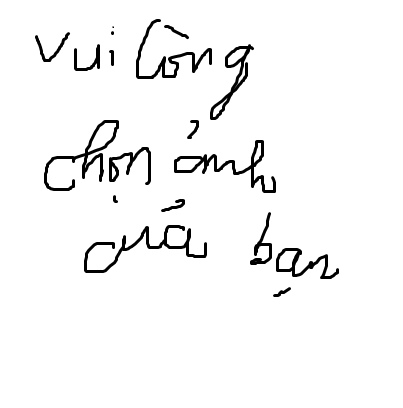 vui lòng
chọn ảnh
của bạn